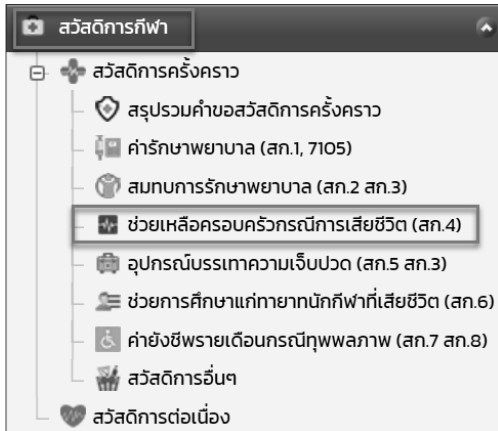 สวัสดิการกีฬา
สวัสดิการครั้งคราว
สรุปรวมคำขอสวัสดิการครั้งคราว
ค่ารักษาพยาบาล (สก.1, 7105)
สมทบการรักษาพยาบาล (สก.2 สก.3)
ช่วยเหลือครอบครัวกรณีการเสียชีวิต (สก.4)
อุปกรณ์บรรเทาความเจ็บปวด (สก.5 สก.3)
ช่วยการศึกษาแก่ทายาทนักกีฬาที่เสียชีวิต (สก.6)
ค่ายังชีพรายเดือนกรณีทุพพลภาพ (สก.7 สก.8)
สวัสดิการอื่นๆ
สวัสดิการต่อเนื่อง